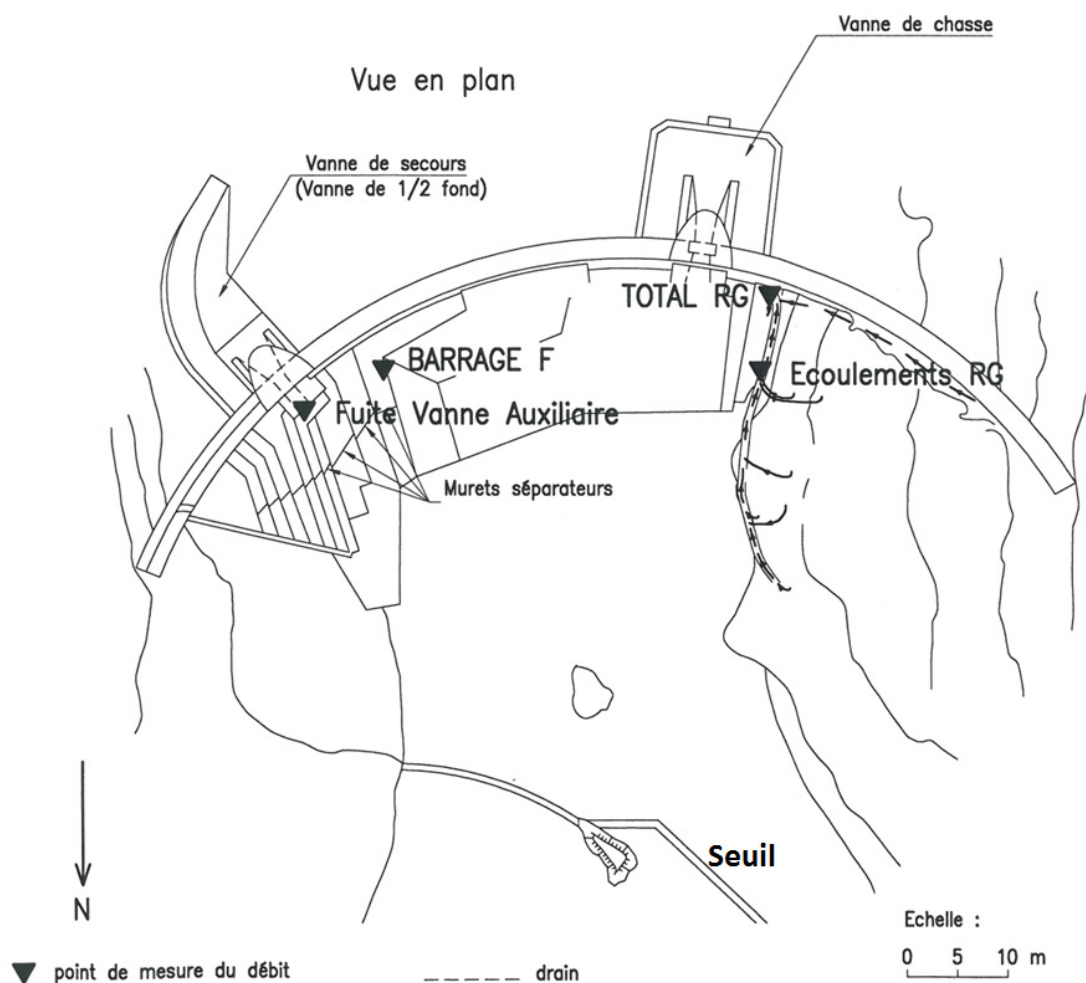 Vanne de chasse
Vue en plan
Vanne de secours
(Vanne de 1/2 fond)
TOTAL RG
BARRAGE F
Ecoulements RG
Fuite Vanne Auxiliaire
Murets séparateurs
Seuil
N
Echelle :
0 5 10 m
point de mesure du débit
drain